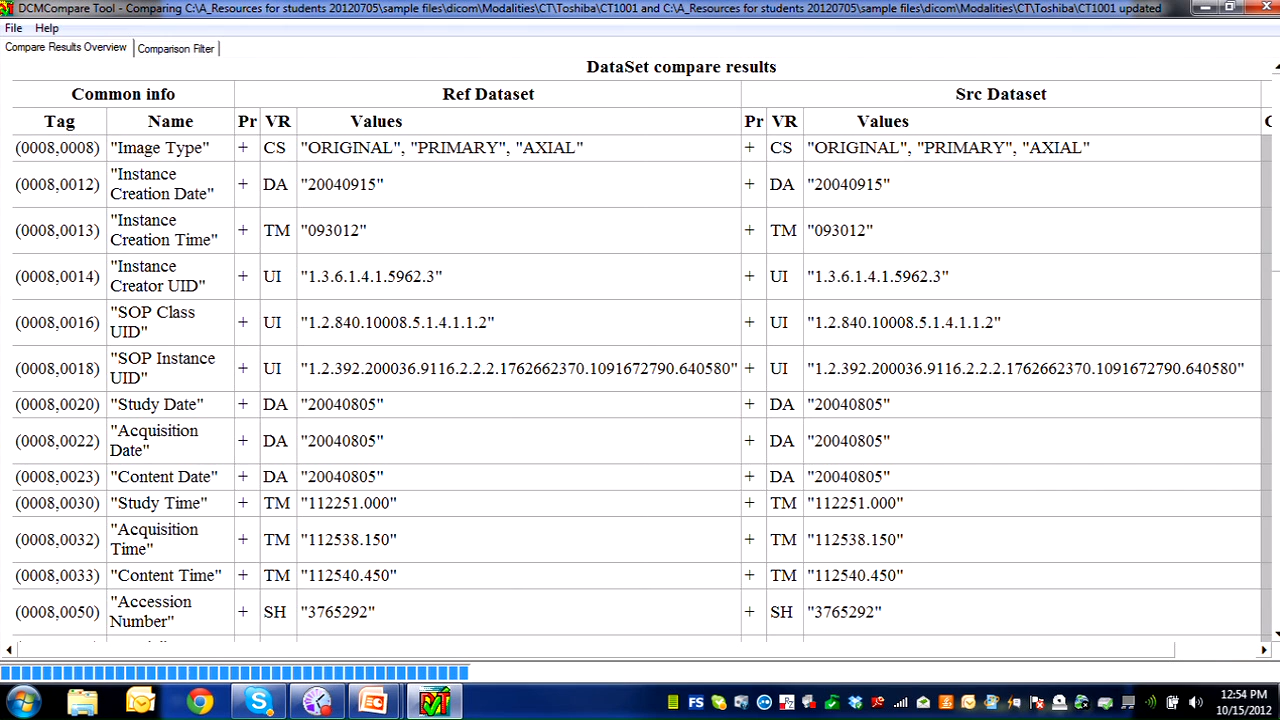 DCMCompare Tool - Comparing C:\A_Resources for students 20120705\sample files\dicom\Modalities\CT\Toshiba\CT1001 and C:\A_Resources for students 20120705\sample files\dicom\Modalities\CT\Toshiba\CT1001 updated
File Help
Compare Results Overview Comparison Filter
DataSet compare results
Common info Ref Dataset Src Dataset
Tag Name Pr VR Values Pr VR Values
(0008,0008) "Image Type" + CS "ORIGINAL", "PRIMARY", "AXIAL" + CS "ORIGINAL", "PRIMARY", "AXIAL"
(0008,0012) "Instance Creation Date" + DA "20040915" + DA "20040915"
(0008,0013) "Instance Creation Time" + TM "093012" + TM "093012"
(0008,0014) "Instance Creator UID" + UI "1.3.6.1.4.1.5962.3" + UI "1.3.6.1.4.1.5962.3"
(0008,0016) "SOP Class UID" + UI "1.2.840.10008.5.1.4.1.1.2" + UI "1.2.840.10008.5.1.4.1.1.2"
(0008,0018) "SOP Instance UID" + UI "1.2.392.200036.9116.2.2.2.1762662370.1091672790.640580" + UI "1.2.392.200036.9116.2.2.2.1762662370.1091672790.640580"
(0008,0020) "Study Date" + DA "20040805" + DA "20040805"
(0008,0022) "Acquisition Date" + DA "20040805" + DA "20040805"
(0008,0023) "Content Date" + DA "20040805" + DA "20040805"
(0008,0030) "Study Time" + TM "112251.000" + TM "112251.000"
(0008,0032) "Acquisition Time" + TM "112538.150" + TM "112538.150"
(0008,0033) "Content Time" + TM "112540.450" + TM "112540.450"
(0008,0050) "Accession Number" + SH "3765292" + SH "3765292"
FS
12:54 PM
10/15/2012